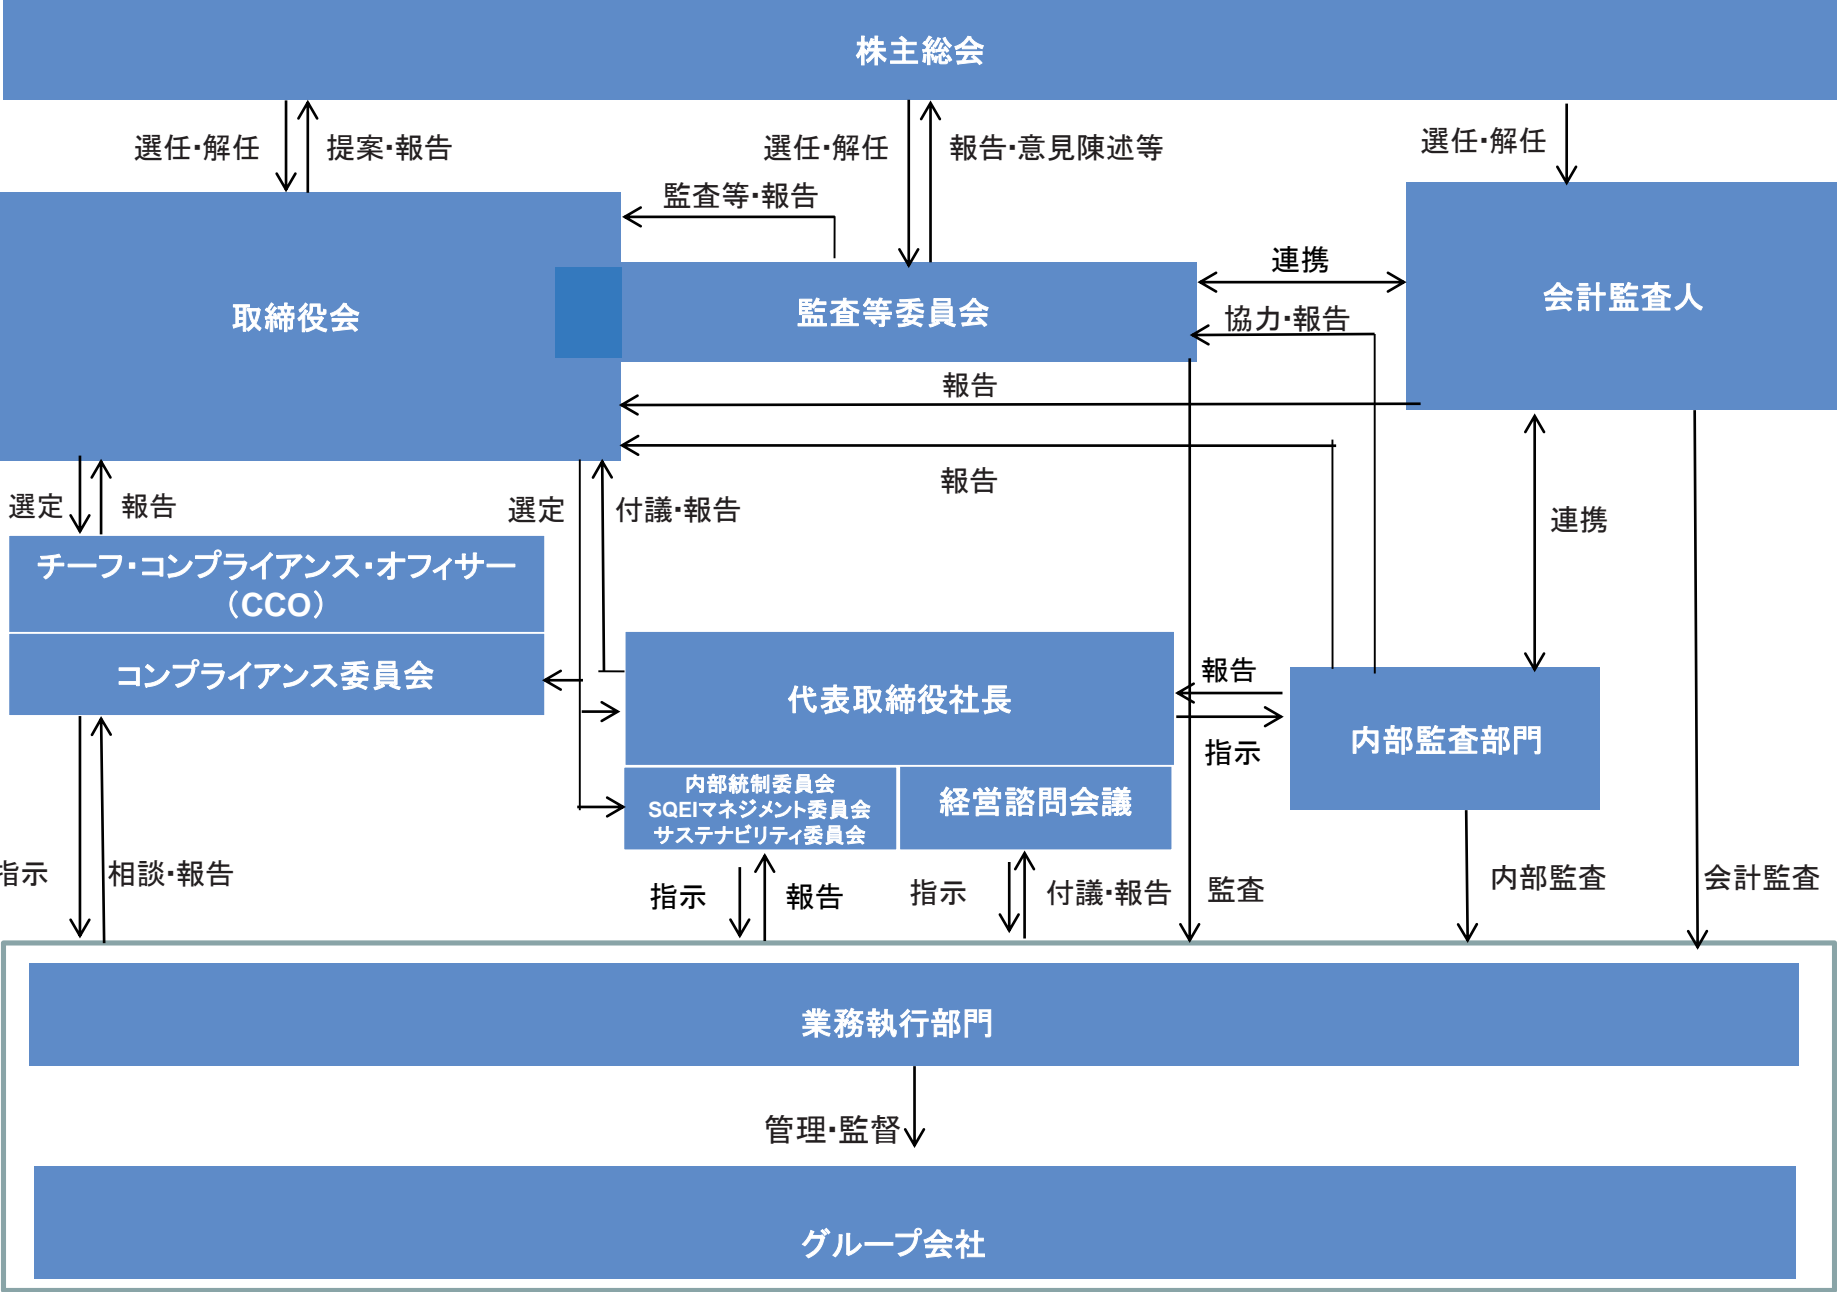 株主総会
選任・解任
提案・報告
選任・解任
報告・意見陳述等
選任・解任
監査等・報告
連携
取締役会
監査等委員会
会計監査人
協力・報告
報告
報告
選定
報告
選定
付議・報告
連携
チーフ・コンプライアンス・オフィサー
（CCO）
コンプライアンス委員会
代表取締役社長
報告
指示
内部監査部門
内部統制委員会
SQEIマネジメント委員会
サステナビリティ委員会
経営諮問会議
指示
相談・報告
指示
報告
指示
付議・報告
監査
内部監査
会計監査
業務執行部門
管理・監督
グループ会社